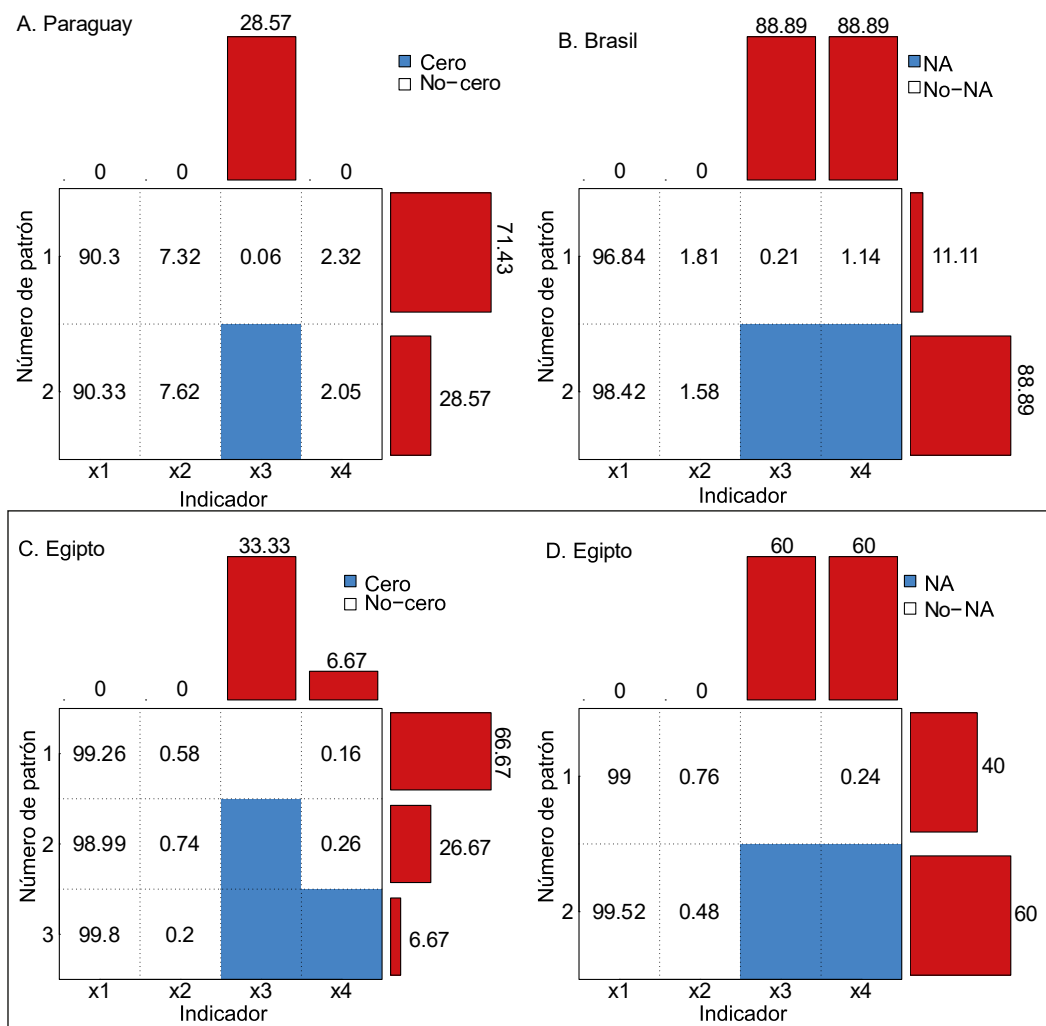 A. Paraguay
28.57
Cero
No−cero
0 0 0
Número de patrón
1 90.3 7.32 0.06 2.32 71.43
2 90.33 7.62 2.05 28.57
x1 x2 x3 x4
Indicador
B. Brasil
88.89 88.89
NA
No−NA
0 0
Número de patrón
1 96.84 1.81 0.21 1.14 11.11
2 98.42 1.58 88.89
x1 x2 x3 x4
Indicador
C. Egipto
33.33
Cero
No−cero
6.67
0 0
Número de patrón
1 99.26 0.58 0.16 66.67
2 98.99 0.74 0.26 26.67
3 99.8 0.2 6.67
x1 x2 x3 x4
Indicador
D. Egipto
60 60
NA
No−NA
0 0
Número de patrón
1 99 0.76 0.24 40
2 99.52 0.48 60
x1 x2 x3 x4
Indicador